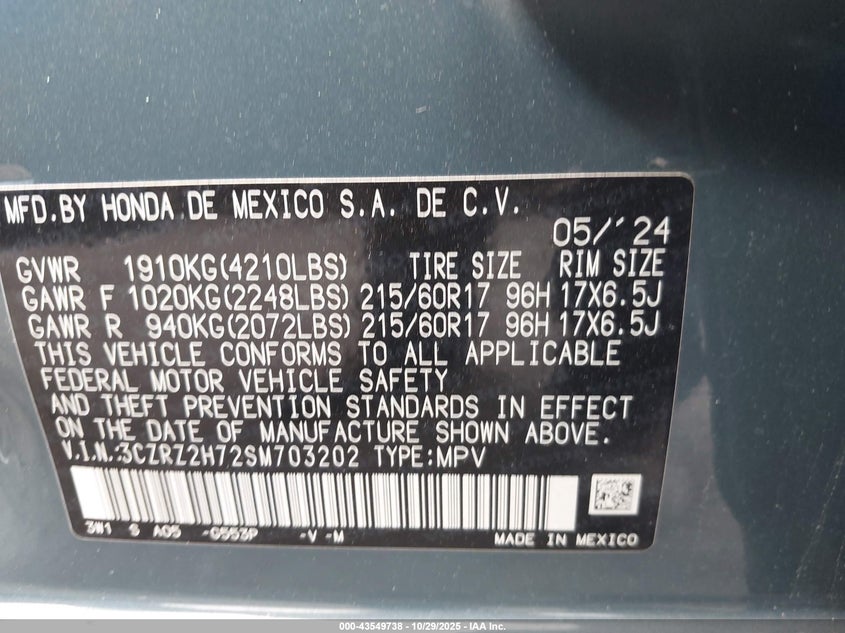 MFD.BY HONDA DE MEXICO S.A. DE C.V.
05/'24
GVWR 1910KG(4210LBS) TIRE SIZE RIM SIZE
GAWR F 1020KG(2248LBS) 215/60R17 96H 17X6.5J
GAWR R 940KG(2072LBS) 215/60R17 96H 17X6.5J
THIS VEHICLE CONFORMS TO ALL APPLICABLE
FEDERAL MOTOR VEHICLE SAFETY
AND THEFT PREVENTION STANDARDS IN EFFECT
ON THE DATE OF MANUFACTURE SHOWN ABOVE.
V.I.N.:3CZRZ2H72SM703202 TYPE:MPV
3W1 S A05 -G553P -V -M
MADE IN MEXICO
000-43549738 - 10/29/2025 - IAA Inc.